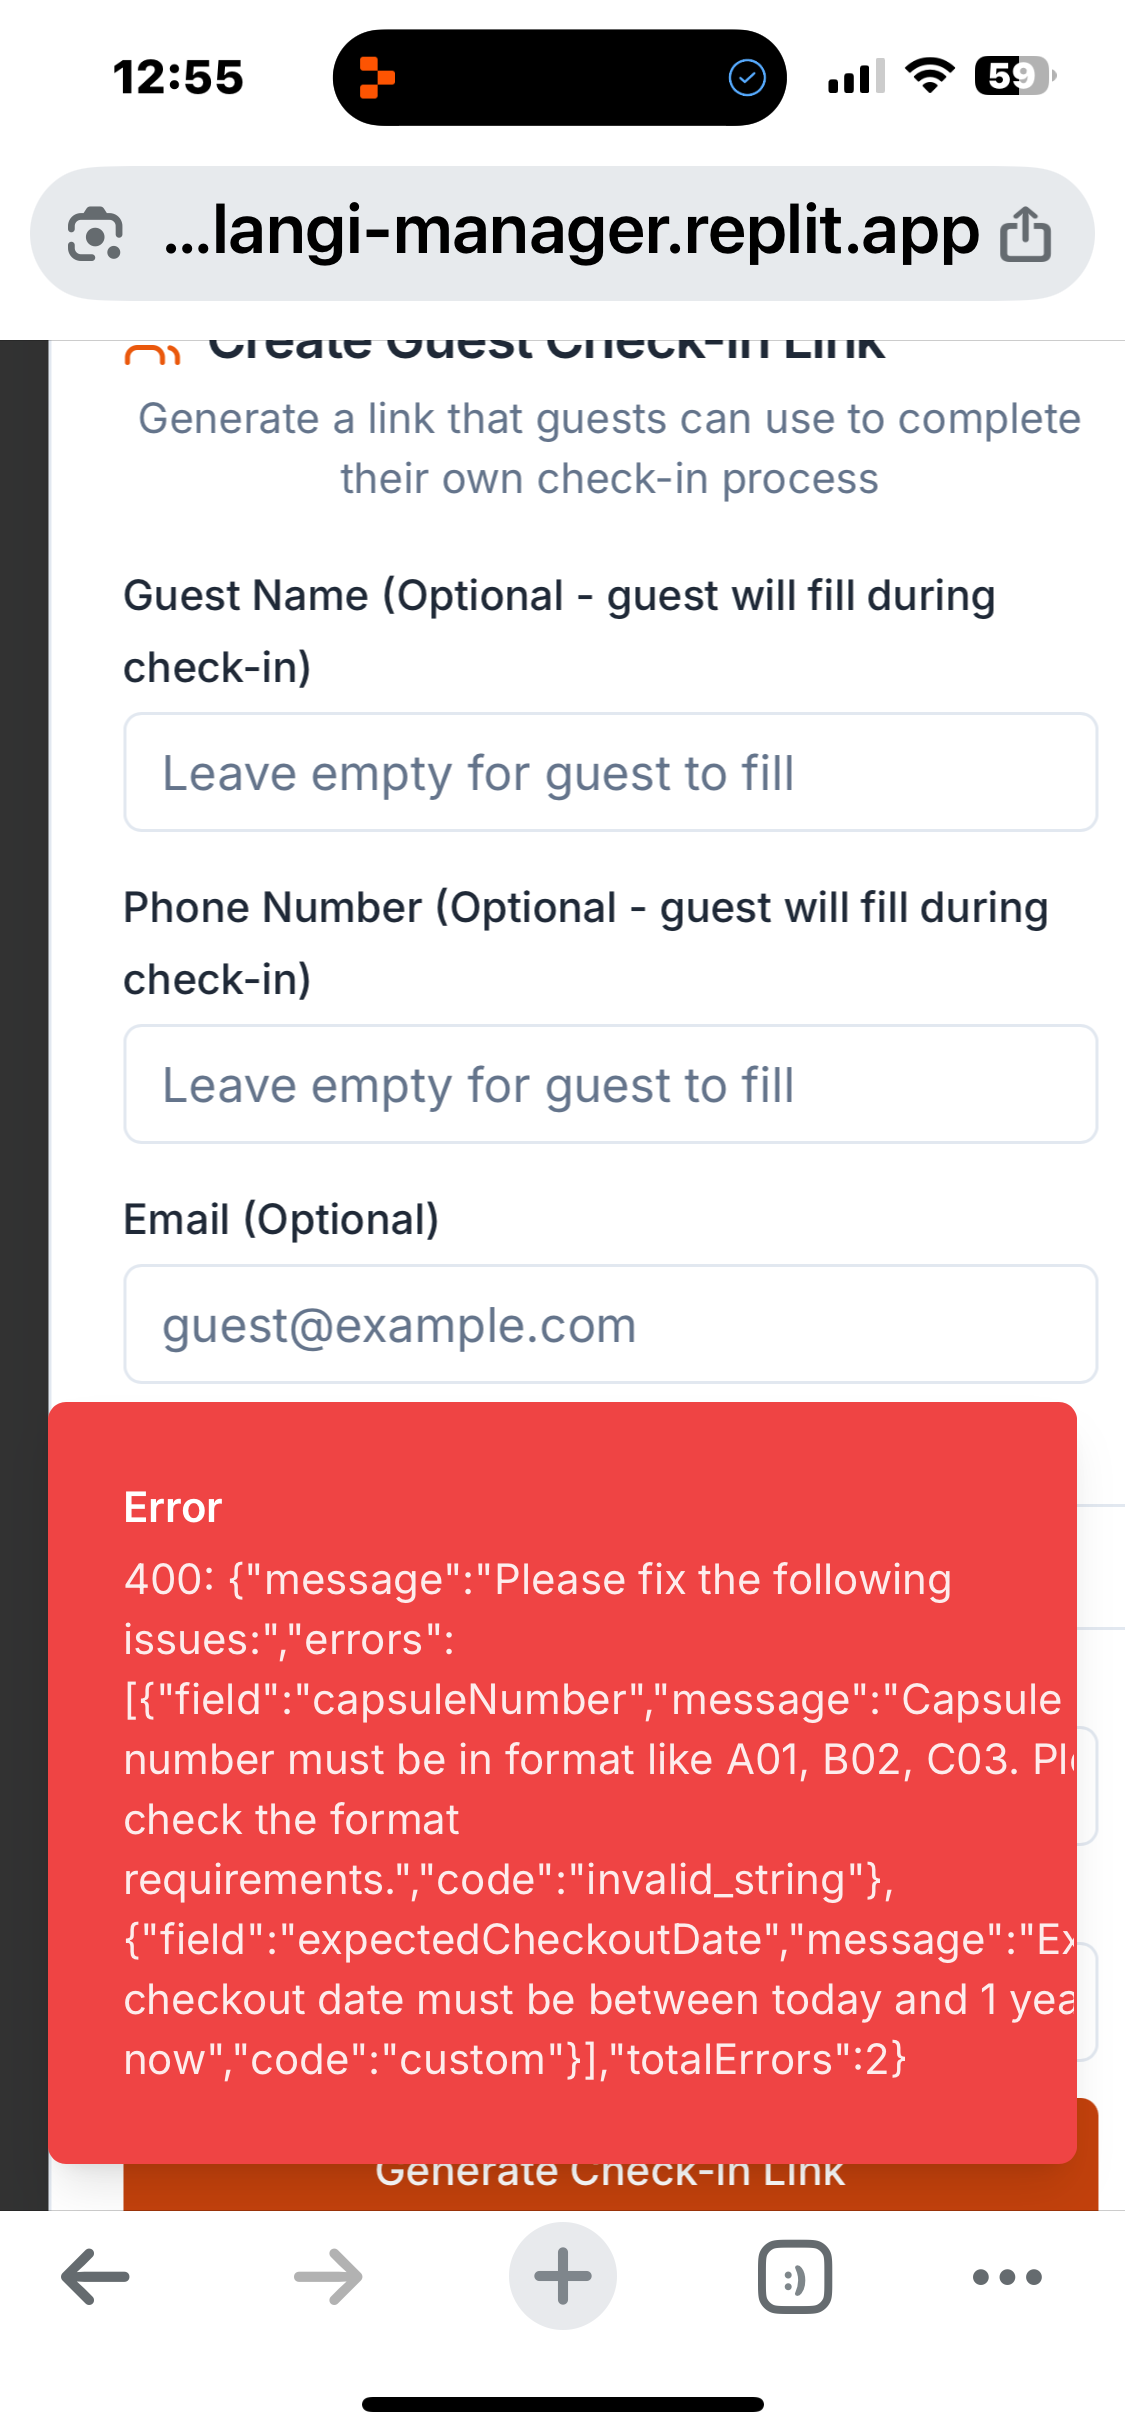 12:55
59
...langi-manager.replit.app
Create Guest Check-in Link
Generate a link that guests can use to complete
their own check-in process
Guest Name (Optional - guest will fill during
check-in)
Leave empty for guest to fill
Phone Number (Optional - guest will fill during
check-in)
Leave empty for guest to fill
Email (Optional)
guest@example.com
Error
400: {"message":"Please fix the following
issues:","errors":
[{"field":"capsuleNumber","message":"Capsule
number must be in format like A01, B02, C03.
check the format
requirements.","code":"invalid_string"},
{"field":"expectedCheckoutDate","message":"Ex
checkout date must be between today and 1 yea
now","code":"custom"}],"totalErrors":2}
Generate Check-in Link
:)